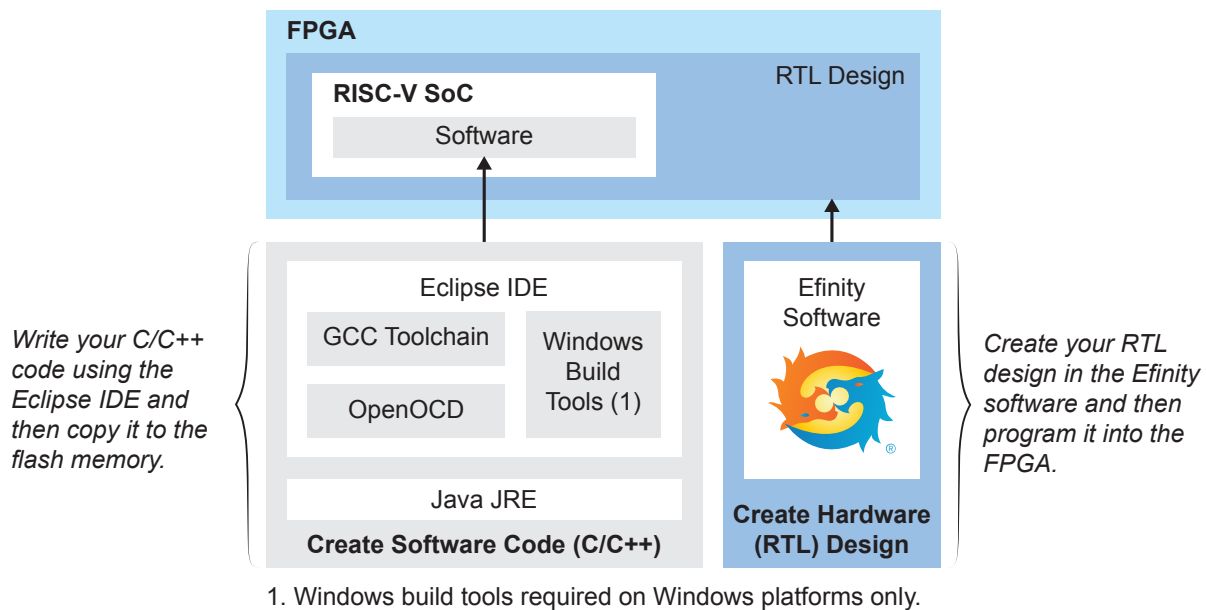 FPGA
RTL Design
RISC-V SoC
Software
Write your C/C++
code using the
Eclipse IDE and
then copy it to the
flash memory.
Eclipse IDE
GCC Toolchain
OpenOCD
Windows
Build
Tools (1)
Java JRE
Create Software Code (C/C++)
Efinity
Software
®
Create Hardware
(RTL) Design
Create your RTL
design in the Efinity
software and then
program it into the
FPGA.
1. Windows build tools required on Windows platforms only.